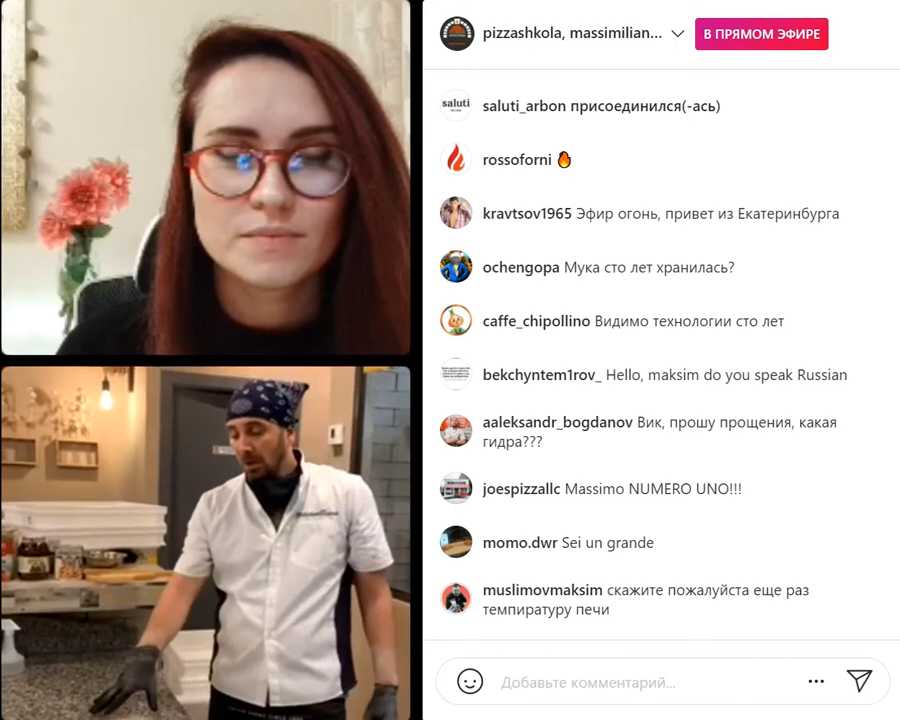 pizzashkola, massimilian...
В ПРЯМОМ ЭФИРЕ
saluti
saluti_arbon присоединился(-ась)
rossoforni 🔥
kravtsov1965 Эфир огонь, привет из Екатеринбурга
ochengopa Мука сто лет хранилась?
caffe_chipollino Видимо технологии сто лет
bekchyntem1rov_ Hello, maksim do you speak Russian
aaleksandr_bogdanov Вик, прошу прощения, какая
гидра???
joespizzallc Massimo NUMERO UNO!!!
momo.dwr Sei un grande
muslimovmaksim скажите пожалуйста еще раз
темпиратуру печи
Добавьте комментарий...